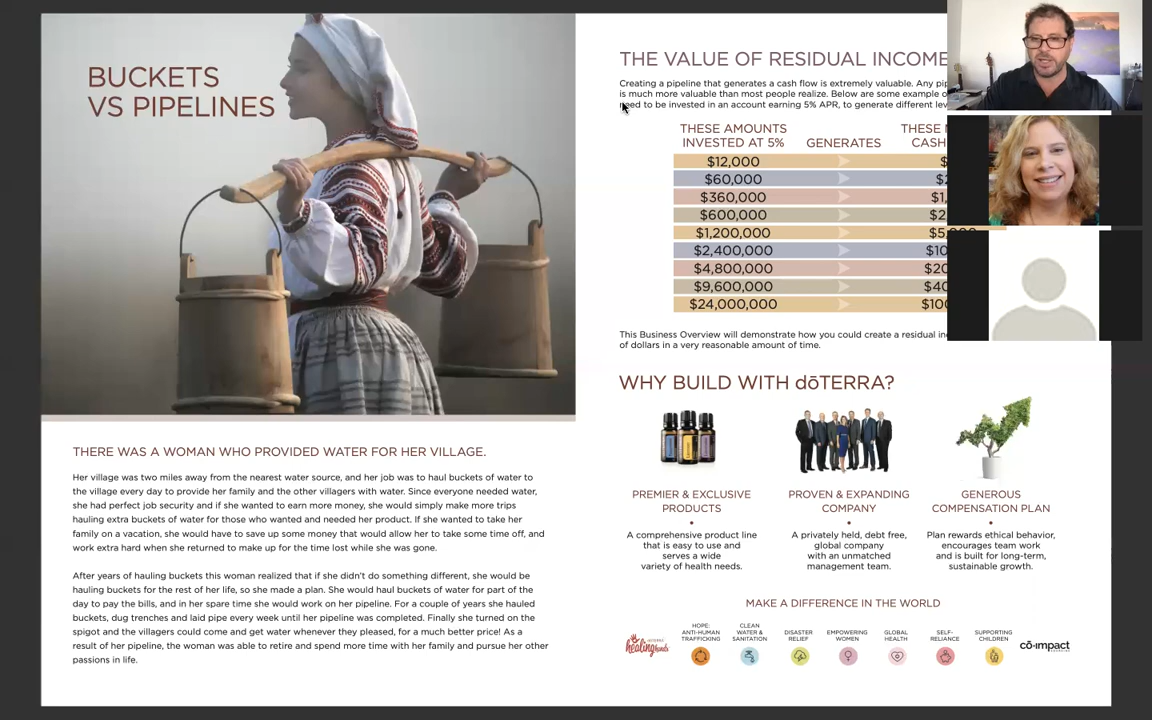 BUCKETS
VS PIPELINES
THERE WAS A WOMAN WHO PROVIDED WATER FOR HER VILLAGE.
Her village was two miles away from the nearest water source, and her job was to haul buckets of water to
the village every day to provide her family and the other villagers with water. Since everyone needed water,
she had perfect job security and if she wanted to earn more money, she would simply make more trips
hauling extra buckets of water for those who wanted and needed her product. If she wanted to take her
family on a vacation, she would have to save up some money that would allow her to take some time off, and
work extra hard when she returned to make up for the time lost while she was gone.
After years of hauling buckets this woman realized that if she didn't do something different, she would be
hauling buckets for the rest of her life, so she made a plan. She would haul buckets of water for part of the
day to pay the bills, and in her spare time she would work on her pipeline. For a couple of years she hauled
buckets, dug trenches and laid pipe every week until her pipeline was completed. Finally she turned on the
spigot and the villagers could come and get water whenever they pleased, for a much better price! As a
result of her pipeline, the woman was able to retire and spend more time with her family and pursue her other
passions in life.
THE VALUE OF RESIDUAL INCOME
Creating a pipeline that generates a cash flow is extremely valuable. Any
is much more valuable than most people realize. Below are some example
need to be invested in an account earning 5% APR, to generate different
THESE AMOUNTS
INVESTED AT 5%
GENERATES
THESE
CASH
$12,000
$60,000
$360,000
$600,000
$1,200,000
$2,400,000
$4,800,000
$9,600,000
$24,000,000
This Business Overview will demonstrate how you could create a residual
of dollars in a very reasonable amount of time.
WHY BUILD WITH dōTERRA?
PREMIER & EXCLUSIVE
PRODUCTS
A comprehensive product line
that is easy to use and
serves a wide
variety of health needs.
PROVEN & EXPANDING
COMPANY
A privately held, debt free,
global company
with an unmatched
management team.
GENEROUS
COMPENSATION PLAN
Plan rewards ethical behavior,
encourages team work
and is built for long-term,
sustainable growth.
MAKE A DIFFERENCE IN THE WORLD
healing hands
HOPE:
ANTI-HUMAN
TRAFFICKING
CLEAN
WATER &
SANITATION
DISASTER
RELIEF
EMPOWERING
WOMEN
GLOBAL
HEALTH
SELF-
RELIANCE
SUPPORTING
CHILDREN
cō-impact